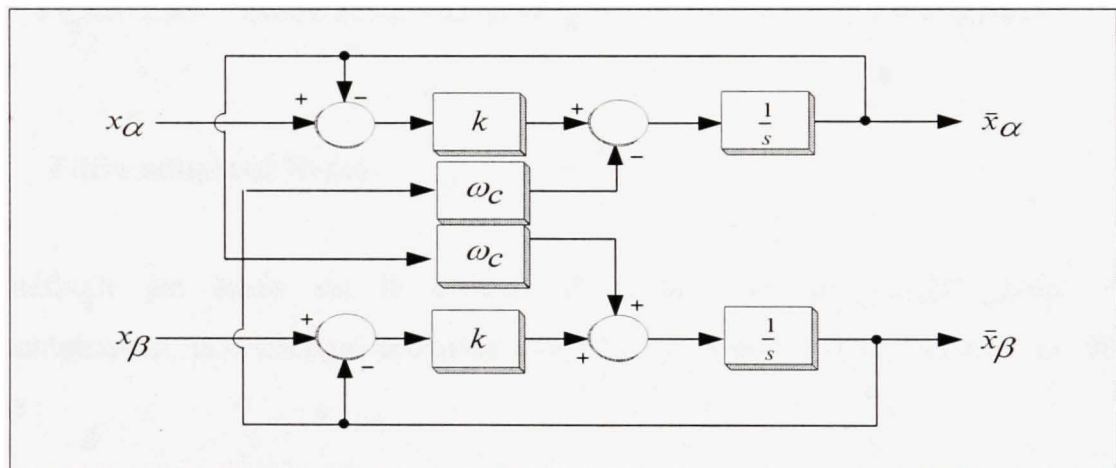 + −
x_α k + 1/s x̄_α
−
ω_c
ω_c
+
x_β + k + 1/s x̄_β
−